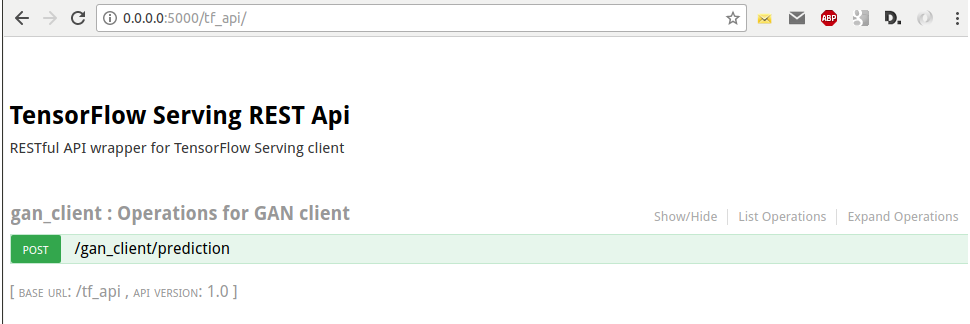 0.0.0.0:5000/tf_api/
ABP
g
D.
TensorFlow Serving REST Api
RESTful API wrapper for TensorFlow Serving client
gan_client : Operations for GAN client
Show/Hide
List Operations
Expand Operations
POST /gan_client/prediction
[ BASE URL: /tf_api , API VERSION: 1.0 ]